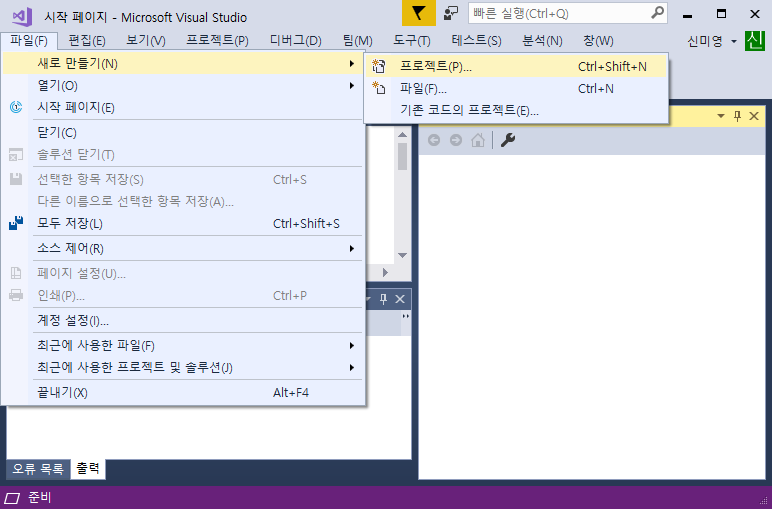 시작 페이지 - Microsoft Visual Studio
빠른 실행(Ctrl+Q)
파일(F) 편집(E) 보기(V) 프로젝트(P) 디버그(D) 팀(M) 도구(T) 테스트(S) 분석(N) 창(W) 신미영 신
새로 만들기(N)
프로젝트(P)... Ctrl+Shift+N
파일(F)... Ctrl+N
기존 코드의 프로젝트(E)...
열기(O)
시작 페이지(E)
닫기(C)
솔루션 닫기(T)
선택한 항목 저장(S) Ctrl+S
다른 이름으로 선택한 항목 저장(A)...
모두 저장(L) Ctrl+Shift+S
소스 제어(R)
페이지 설정(U)...
인쇄(P)... Ctrl+P
계정 설정(I)...
최근에 사용한 파일(F)
최근에 사용한 프로젝트 및 솔루션(J)
끝내기(X) Alt+F4
오류 목록 출력
준비